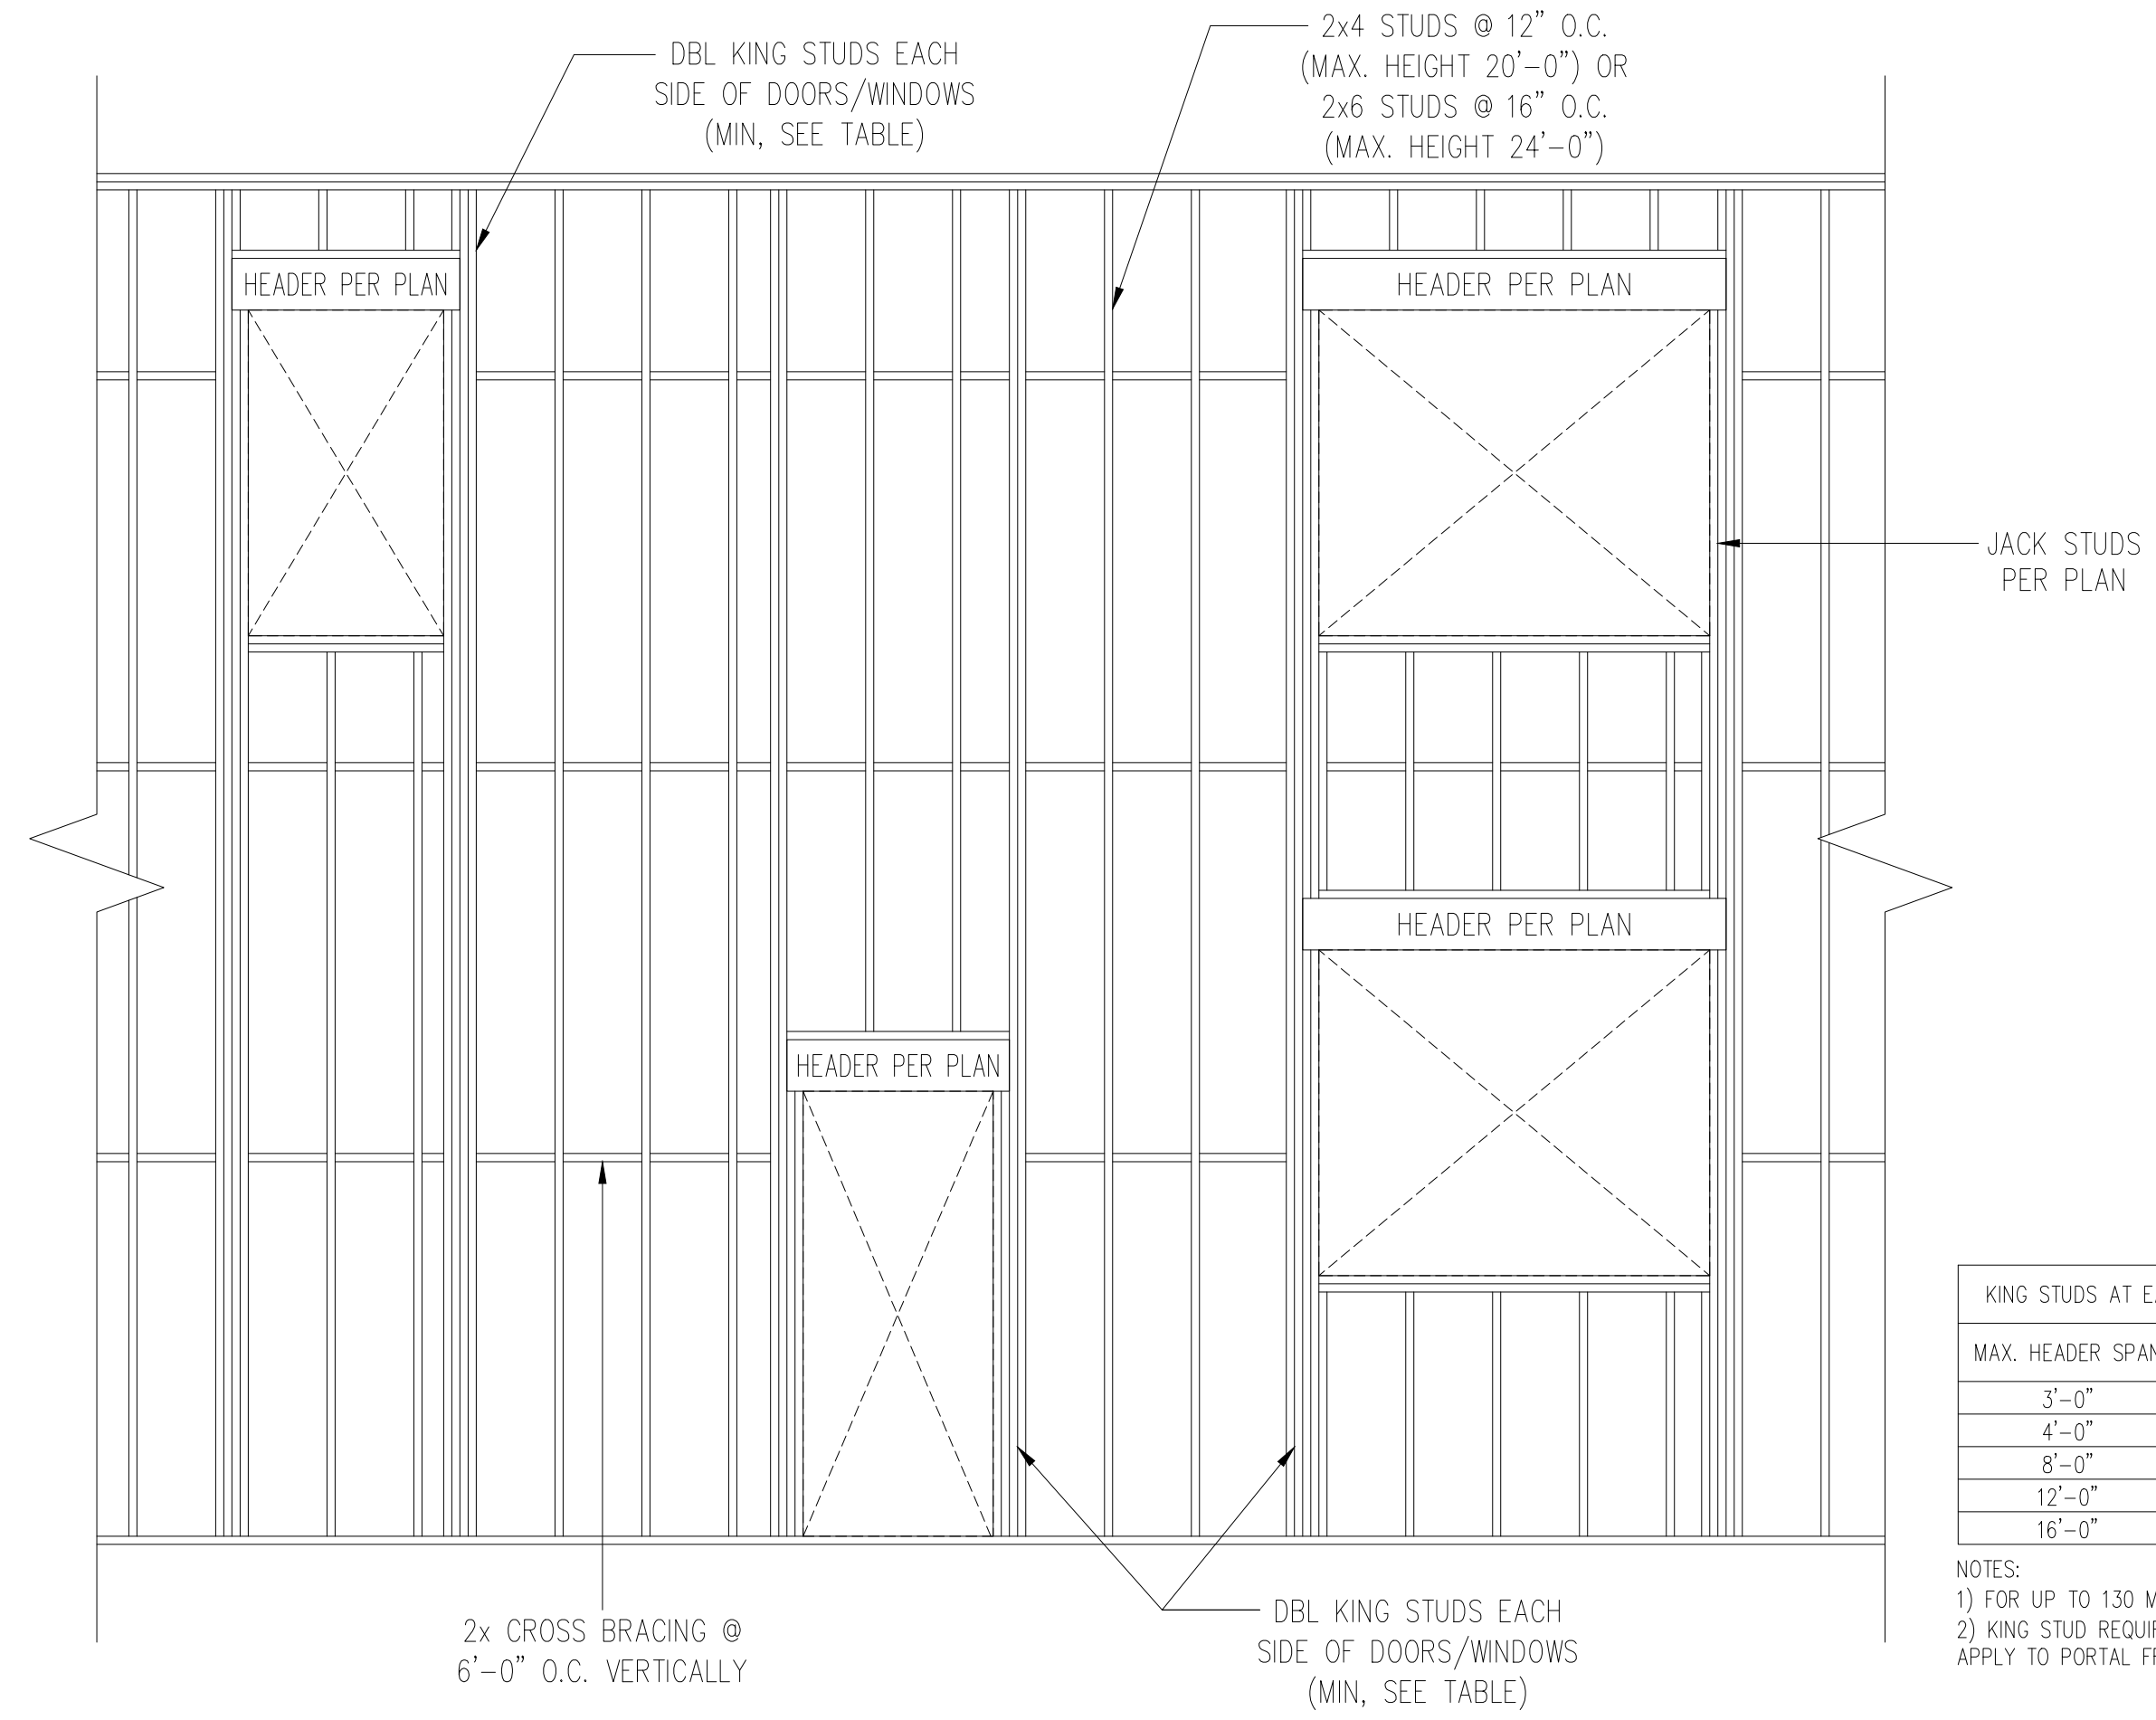 DBL KING STUDS EACH
SIDE OF DOORS/WINDOWS
(MIN, SEE TABLE)
2x4 STUDS @ 12" O.C.
(MAX. HEIGHT 20'-0") OR
2x6 STUDS @ 16" O.C.
(MAX. HEIGHT 24'-0")
HEADER PER PLAN
HEADER PER PLAN
JACK STUDS
PER PLAN
HEADER PER PLAN
HEADER PER PLAN
KING STUDS AT
MAX. HEADER
3'-0"
4'-0"
8'-0"
12'-0"
16'-0"
NOTES:
1) FOR UP TO 130
2) KING STUD
APPLY TO PORTAL
2x CROSS BRACING @
6'-0" O.C. VERTICALLY
DBL KING STUDS EACH
SIDE OF DOORS/WINDOWS
(MIN, SEE TABLE)